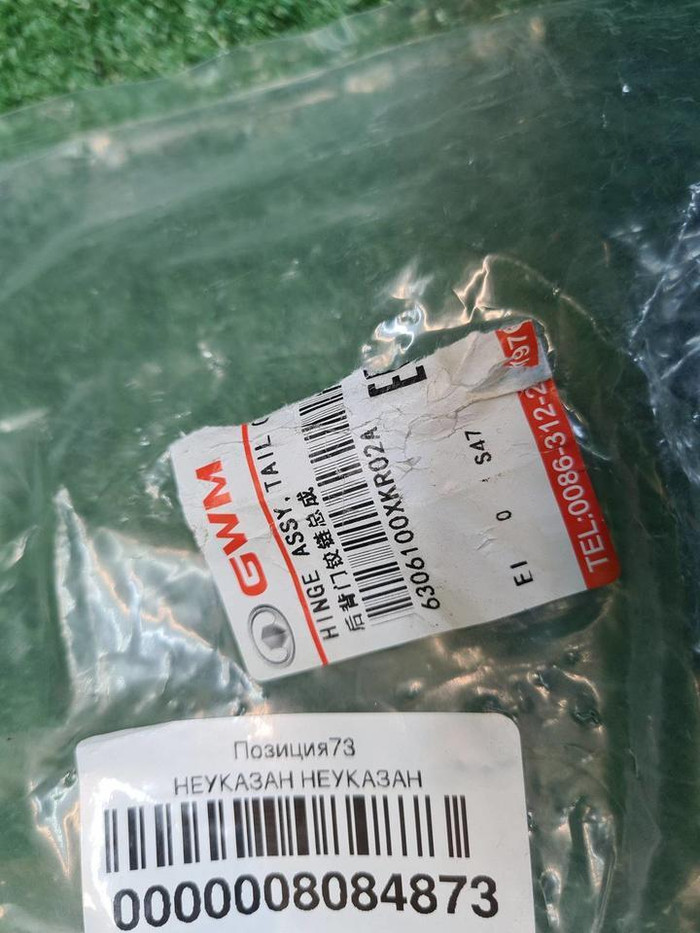 GWM
HINGE ASSY, TAIL
后背门铰链总成
6306100XKR02A
EI 0 S47
TEL:0086-312-2 197
Позиция73
НЕУКАЗАН НЕУКАЗАН
0000008084873